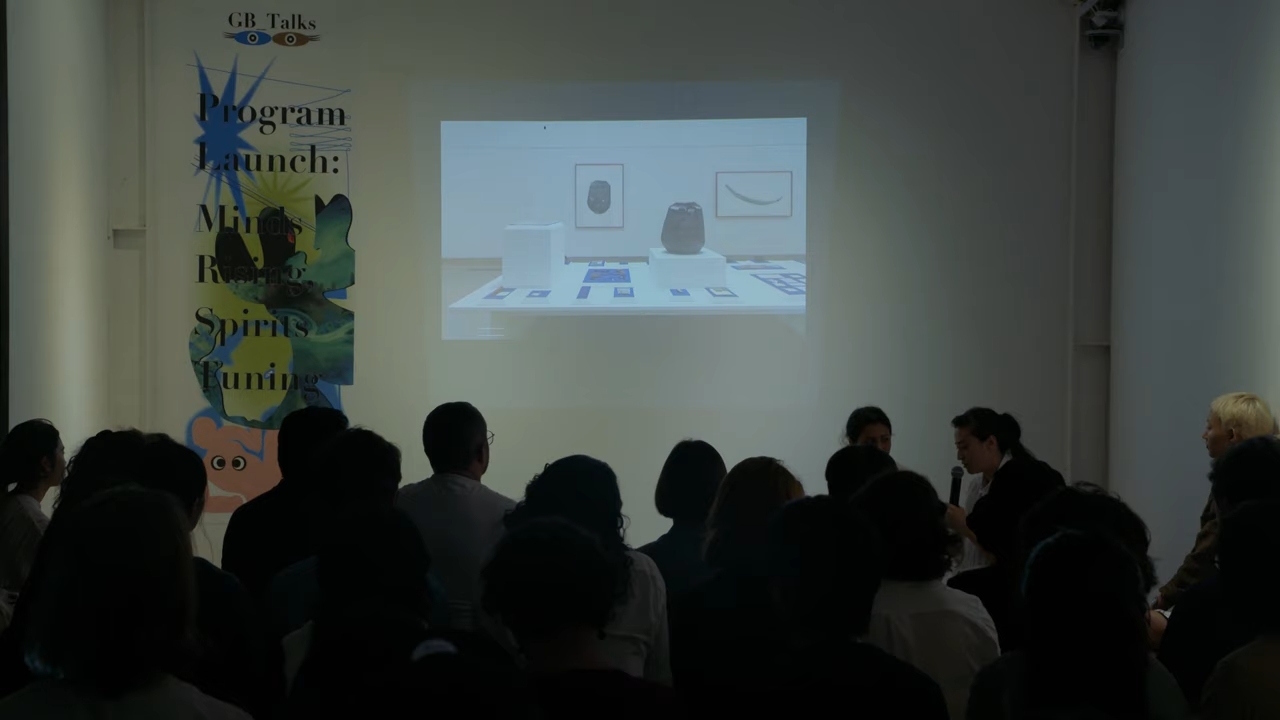 GB_Talks
Program
Launch:
Minds
Rising,
Spirits
Tuning